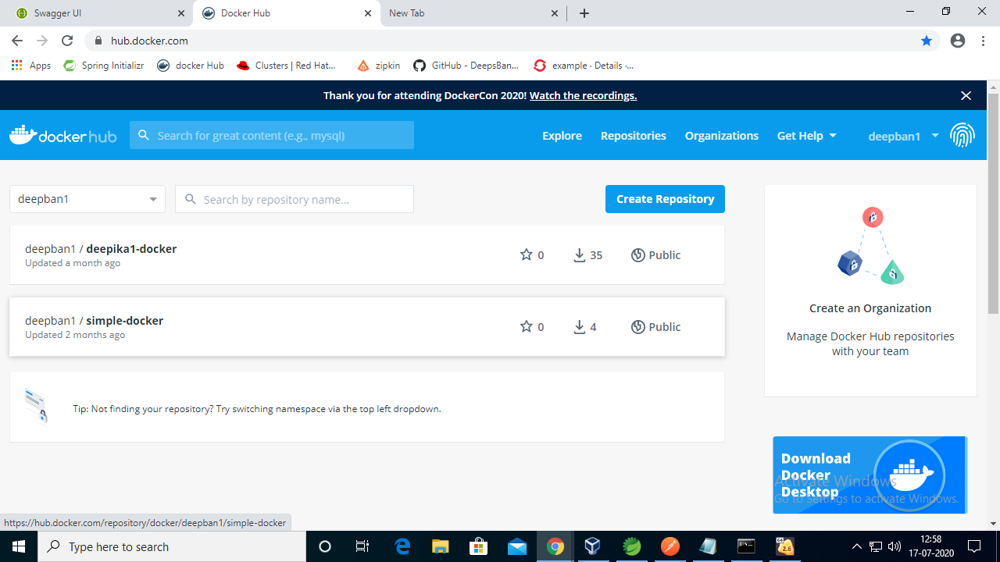 Swagger UI
Docker Hub
New Tab
hub.docker.com
Apps
Spring Initializr
docker Hub
Clusters | Red Hat...
zipkin
GitHub - DeepsBan...
example · Details ·...
Thank you for attending DockerCon 2020! Watch the recordings.
docker hub
Search for great content (e.g., mysql)
Explore
Repositories
Organizations
Get Help
deepban1
deepban1
Search by repository name...
Create Repository
deepban1 / deepika1-docker
Updated a month ago
0
35
Public
deepban1 / simple-docker
Updated 2 months ago
0
4
Public
Tip: Not finding your repository? Try switching namespace via the top left dropdown.
Create an Organization
Manage Docker Hub repositories
with your team
Download
Docker
Desktop
Activate Windows
Go to Settings to activate Windows.
https://hub.docker.com/repository/docker/deepban1/simple-docker
Type here to search
64
2.6
12:58
17-07-2020